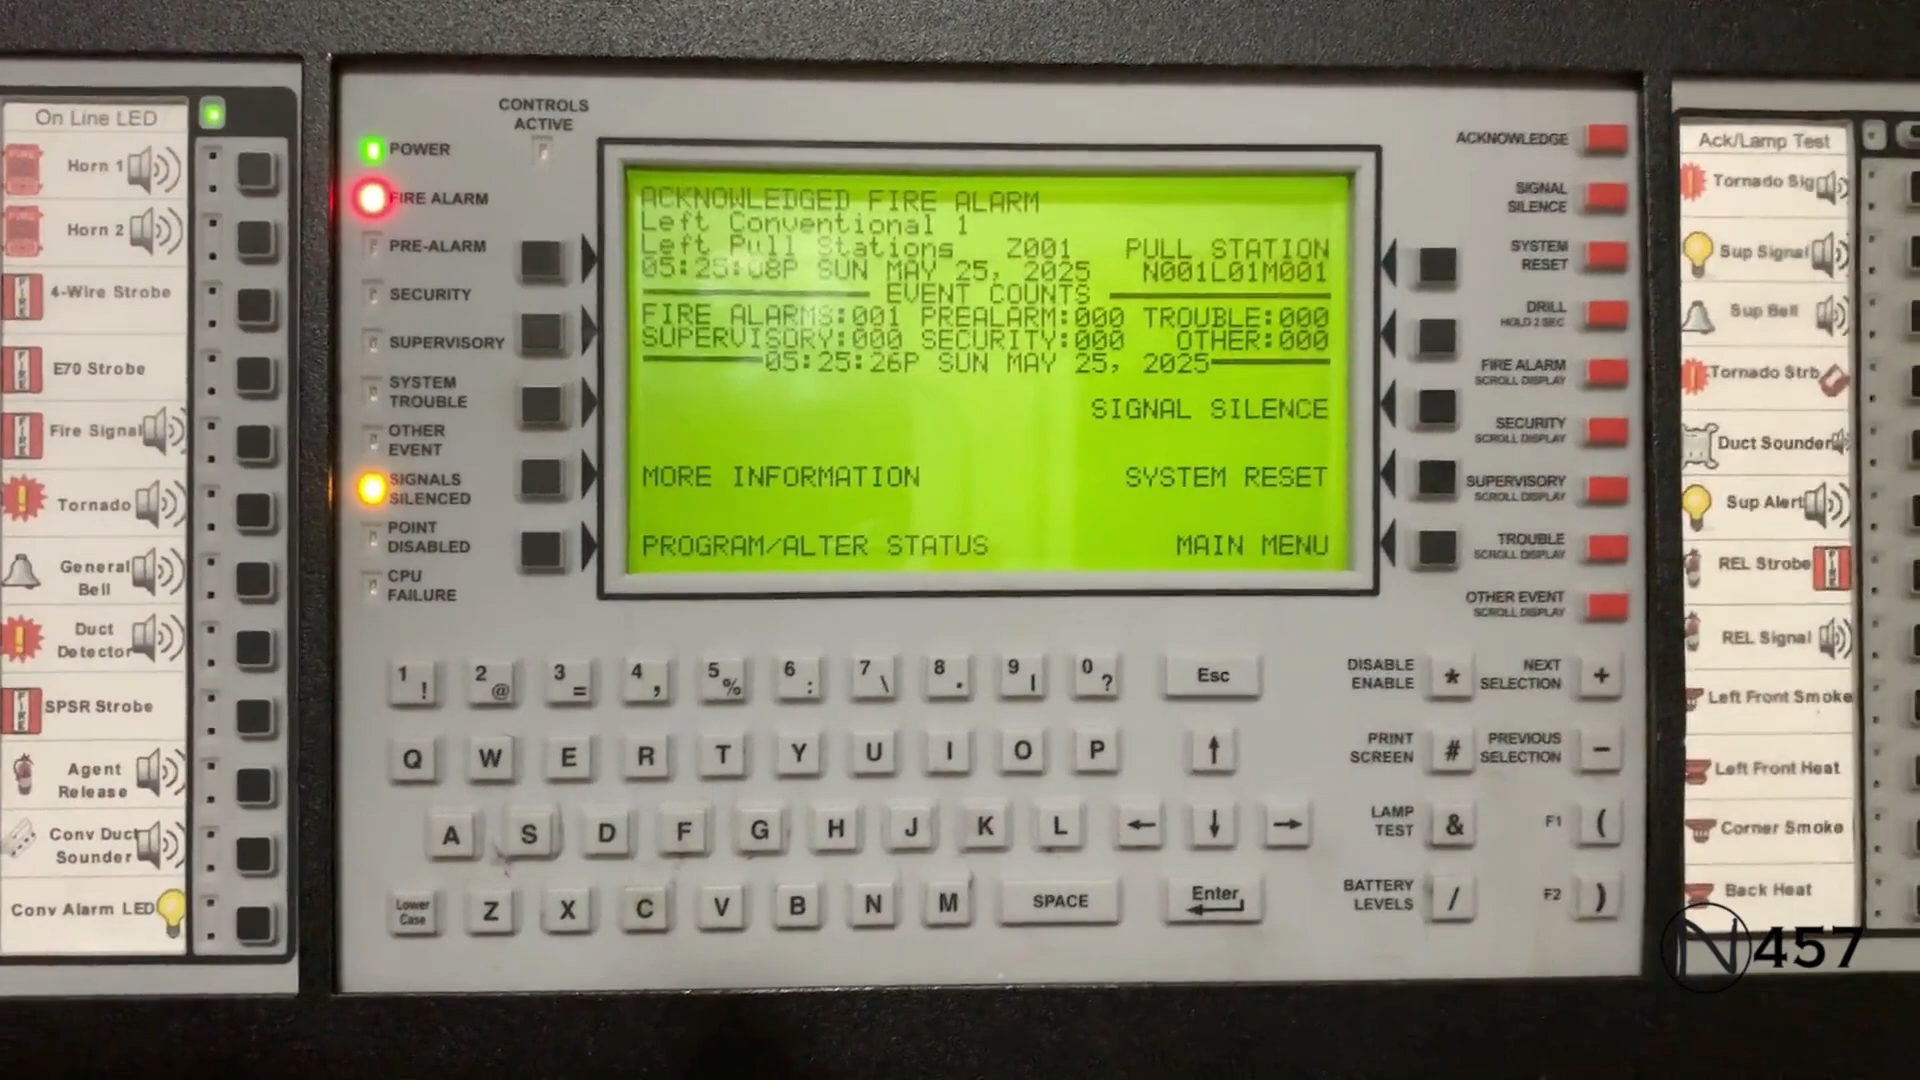 On Line LED
Horn 1
Horn 2
4-Wire Strobe
E70 Strobe
Fire Signal
Tornado
General
Bell
Duct
Detector
SPSR Strobe
Agent
Release
Conv Duct
Sounder
Conv Alarm LED
CONTROLS
ACTIVE
POWER
FIRE ALARM
PRE-ALARM
SECURITY
SUPERVISORY
SYSTEM
TROUBLE
OTHER
EVENT
SIGNALS
SILENCED
POINT
DISABLED
CPU
FAILURE
ACKNOWLEDGED FIRE ALARM
Left Conventional 1
Left Pull Stations Z001 PULL STATION
05:25:08P SUN MAY 25, 2025 N001L01M001
EVENT COUNTS
FIRE ALARMS:001 PREALARM:000 TROUBLE:000
SUPERVISORY:000 SECURITY:000 OTHER:000
05:25:26P SUN MAY 25, 2025
SIGNAL SILENCE
MORE INFORMATION SYSTEM RESET
PROGRAM/ALTER STATUS MAIN MENU
ACKNOWLEDGE
SIGNAL
SILENCE
SYSTEM
RESET
DRILL
HOLD 2 SEC
FIRE ALARM
SCROLL DISPLAY
SECURITY
SCROLL DISPLAY
SUPERVISORY
SCROLL DISPLAY
TROUBLE
SCROLL DISPLAY
OTHER EVENT
SCROLL DISPLAY
1 ! 2 @ 3 = 4 , 5 % 6 : 7 \ 8 . 9 | 0 ? Esc
Q W E R T Y U I O P ↑
A S D F G H J K L ← ↓ →
Lower
Case
Z X C V B N M SPACE Enter
DISABLE
ENABLE
*
NEXT
SELECTION
+
PRINT
SCREEN
#
PREVIOUS
SELECTION
−
LAMP
TEST
&
F1 (
BATTERY
LEVELS
/
F2 )
Ack/Lamp Test
Tornado Sig
Sup Signal
Sup Bell
Tornado Strb
Duct Sounder
Sup Alert
REL Strobe
REL Signal
Left Front Smoke
Left Front Heat
Corner Smoke
Back Heat
N457
FIRE
FIRE
FIRE
FIRE
FIRE